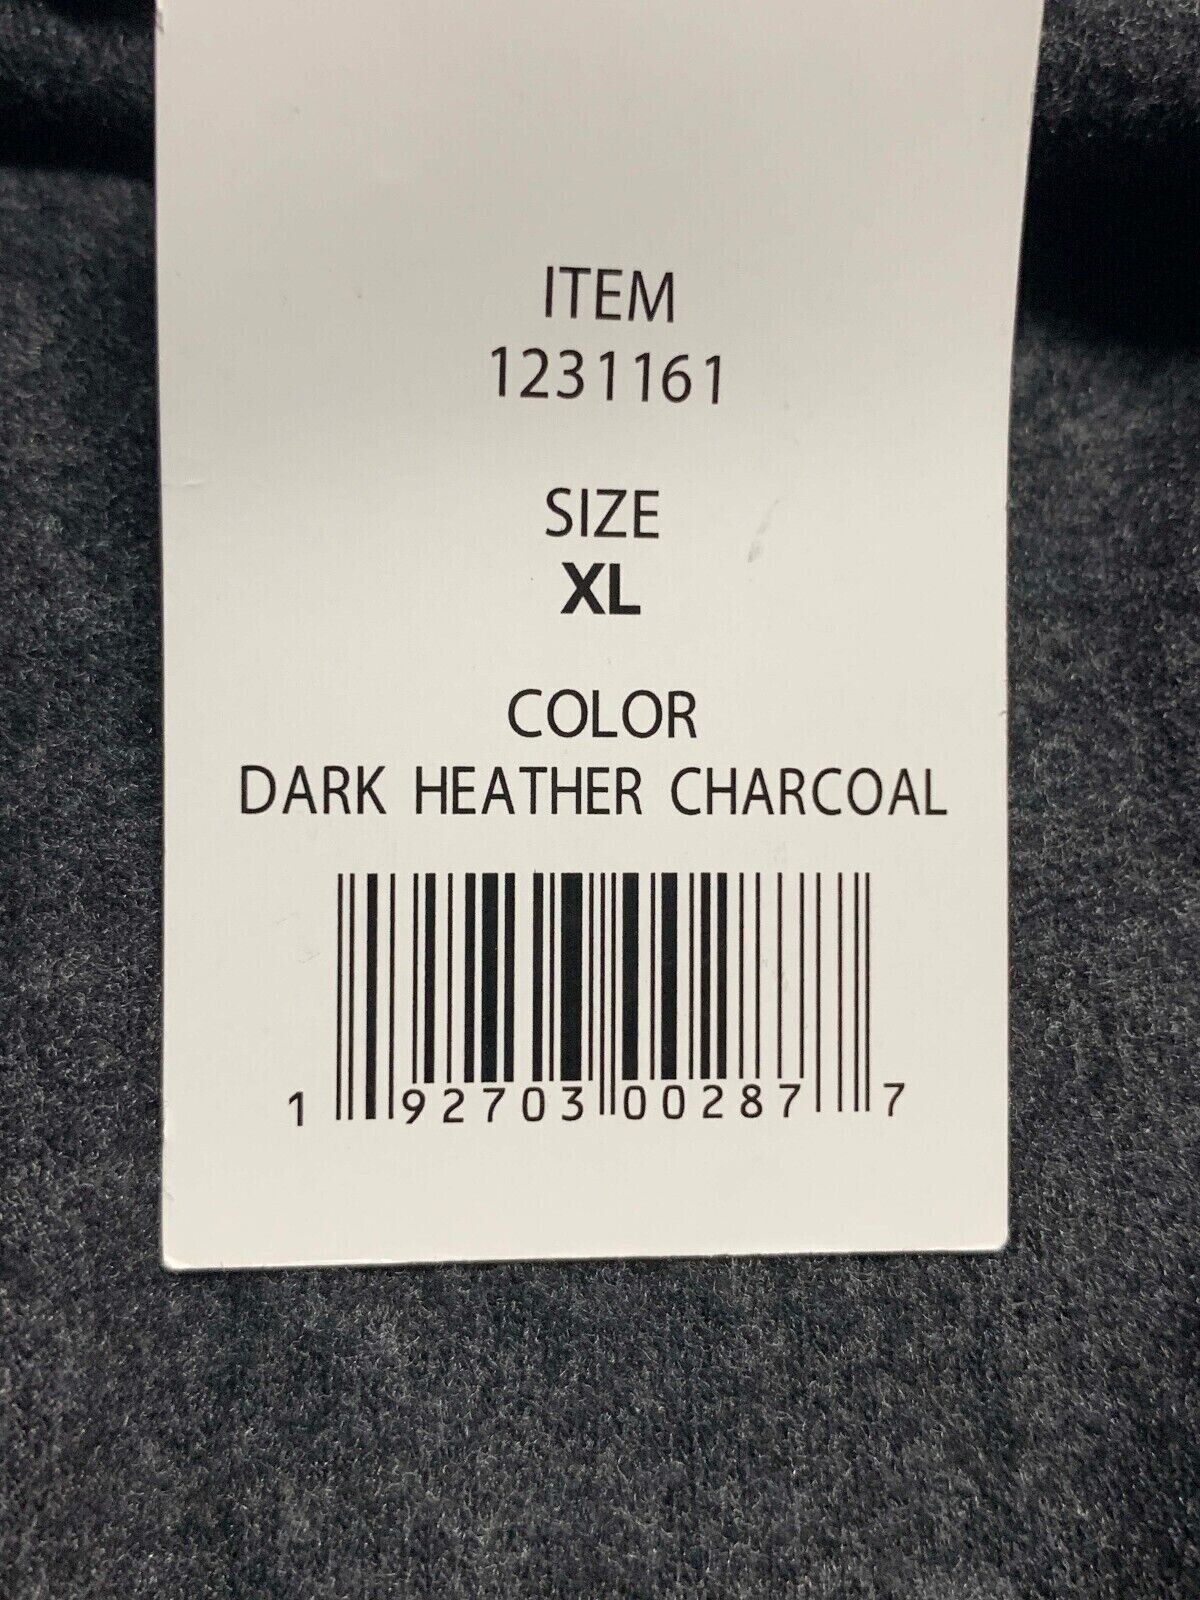 ITEM
1231161
SIZE
XL
COLOR
DARK HEATHER CHARCOAL
1 92703 00287 7